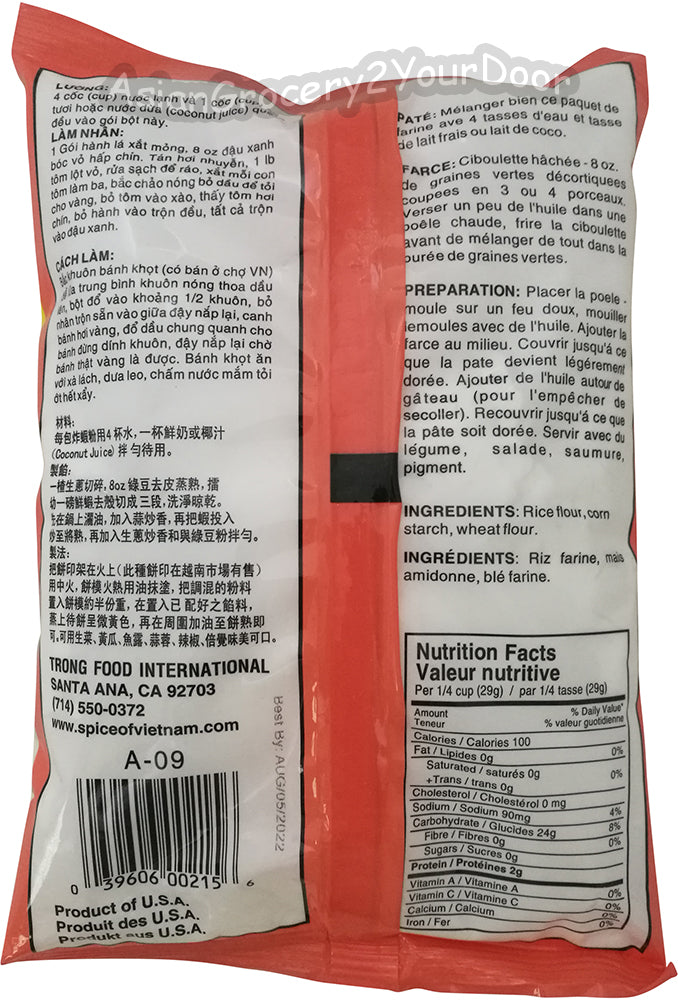 AsianGrocery2YourDoor
LƯỢNG:
4 cốc (cup) nước lạnh và 1 cốc (cup)
tươi hoặc nước dừa (coconut juice)
đều vào gói bột này.
LÀM NHÂN:
1 Gói hành lá xắt mỏng, 8 oz đậu xanh
bóc vỏ hấp chín. Tán hơi nhuyễn, 1 lb
tôm lột vỏ, rửa sạch để ráo, xắt mỗi con
tôm làm ba, bắc chảo nóng bỏ dầu để tỏi
cho vàng, bỏ tôm vào xào, thấy tôm hơi
chín, bỏ hành vào trộn đều, tất cả trộn
vào đậu xanh.
CÁCH LÀM:
khuôn bánh khọt (có bán ở chợ VN)
lửa trung bình khuôn nóng thoa dầu
lên, bột đổ vào khoảng 1/2 khuôn, bỏ
nhân trộn sẵn vào giữa đậy nắp lại, canh
bánh hơi vàng, đổ dầu chung quanh cho
bánh đừng dính khuôn, đậy nắp lại chờ
bánh thật vàng là được. Bánh khọt ăn
với xà lách, dưa leo, chấm nước mắm tỏi
ớt hết xẩy.
材料:
每包炸蝦粉用4杯水,一杯鮮奶或椰汁
(Coconut Juice) 拌勻待用。
製餡:
一棵生蔥切碎, 8oz 綠豆去皮蒸熟, 擂
幼一磅鮮蝦去殼切成三段, 洗淨晾乾。
先在鍋上灑油, 加入蒜炒香, 再把蝦投入
炒至將熟, 再加入生蔥炒香和與綠豆粉拌勻。
製法:
把餅印架在火上(此種餅印在越南市場有售)
用中火, 餅模火熱用油抹塗, 把調混的粉料
置入餅模約半份重, 在置入已配好之餡料,
蒸上待餅呈微黃色, 再在周圍加油至餅熟即
可。可用生菜、黃瓜、魚露、蒜蓉、辣椒、倍覺味美可口。
TRONG FOOD INTERNATIONAL
SANTA ANA, CA 92703
(714) 550-0372
www.spiceofvietnam.com
A-09
0 39606 00215 6
Product of U.S.A.
Produit des U.S.A.
Produkt aus U.S.A.
Best By: AUG/05/2022
PATÉ: Mélanger bien ce paquet de
farine ave 4 tasses d'eau et tasse
de lait frais ou lait de coco.
FARCE: Ciboulette hâchée - 8 oz.
de graines vertes décortiquees
coupees en 3 ou 4 porceaux.
Verser un peu de l'huile dans une
poêle chaude, frire la ciboulette
avant de mélanger de tout dans la
purée de graines vertes.
PREPARATION: Placer la poele -
moule sur un feu doux, mouiller
lemoules avec de l'huile. Ajouter la
farce au milieu. Couvrir jusqu'á ce
que la pate devient légérement
dorée. Ajouter de l'huile autour de
gâteau (pour l'empêcher de
secoller). Recouvrir jusqu'á ce que
la pâte soit dorée. Servir avec du
légume, salade, saumure,
pigment.
INGREDIENTS: Rice flour, corn
starch, wheat flour.
INGRÉDIENTS: Riz farine, mais
amidonne, blé farine.
Nutrition Facts
Valeur nutritive
Per 1/4 cup (29g) / par 1/4 tasse (29g)
Amount % Daily Value*
Teneur % valeur quotidienne
Calories / Calories 100
Fat / Lipides 0g 0%
Saturated / saturés 0g
+Trans / trans 0g 0%
Cholesterol / Cholestérol 0 mg
Sodium / Sodium 90mg 4%
Carbohydrate / Glucides 24g 8%
Fibre / Fibres 0g 0%
Sugars / Sucres 0g
Protein / Protéines 2g
Vitamin A / Vitamine A 0%
Vitamin C / Vitamine C 0%
Calcium / Calcium 0%
Iron / Fer 0%